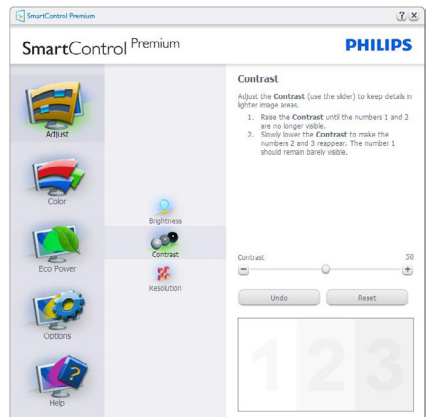 SmartControl Premium
SmartControl Premium
PHILIPS
Adjust
Color
Eco Power
Options
Help
Brightness
Contrast
Resolution
Contrast
Adjust the Contrast (use the slider) to keep details in
lighter image areas.
1. Raise the Contrast until the numbers 1 and 2
are no longer visible.
2. Slowly lower the Contrast to make the
numbers 2 and 3 reappear. The number 1
should remain barely visible.
Contrast 50
Undo Reset
1 2 3